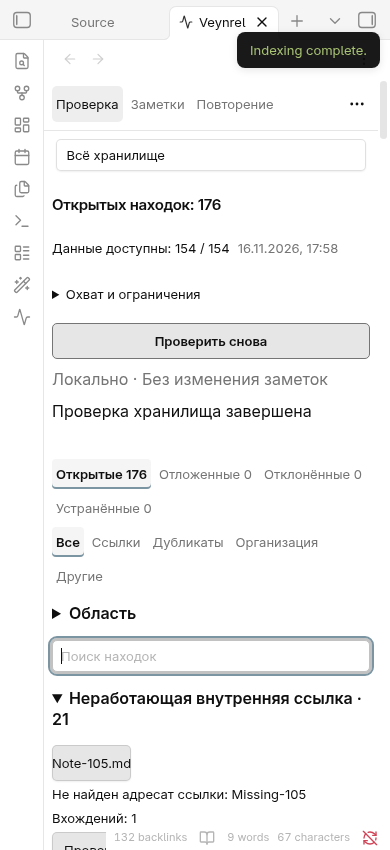 Source
Veynrel
Indexing complete.
Проверка
Заметки
Повторение
Всё хранилище
Открытых находок: 176
Данные доступны: 154 / 154 16.11.2026, 17:58
Охват и ограничения
Проверить снова
Локально · Без изменения заметок
Проверка хранилища завершена
Открытые 176
Отложенные 0
Отклонённые 0
Устранённые 0
Все
Ссылки
Дубликаты
Организация
Другие
Область
Поиск находок
Неработающая внутренняя ссылка ·
21
Note-105.md
Не найден адресат ссылки: Missing-105
Вхождений: 1
132 backlinks
9 words
67 characters